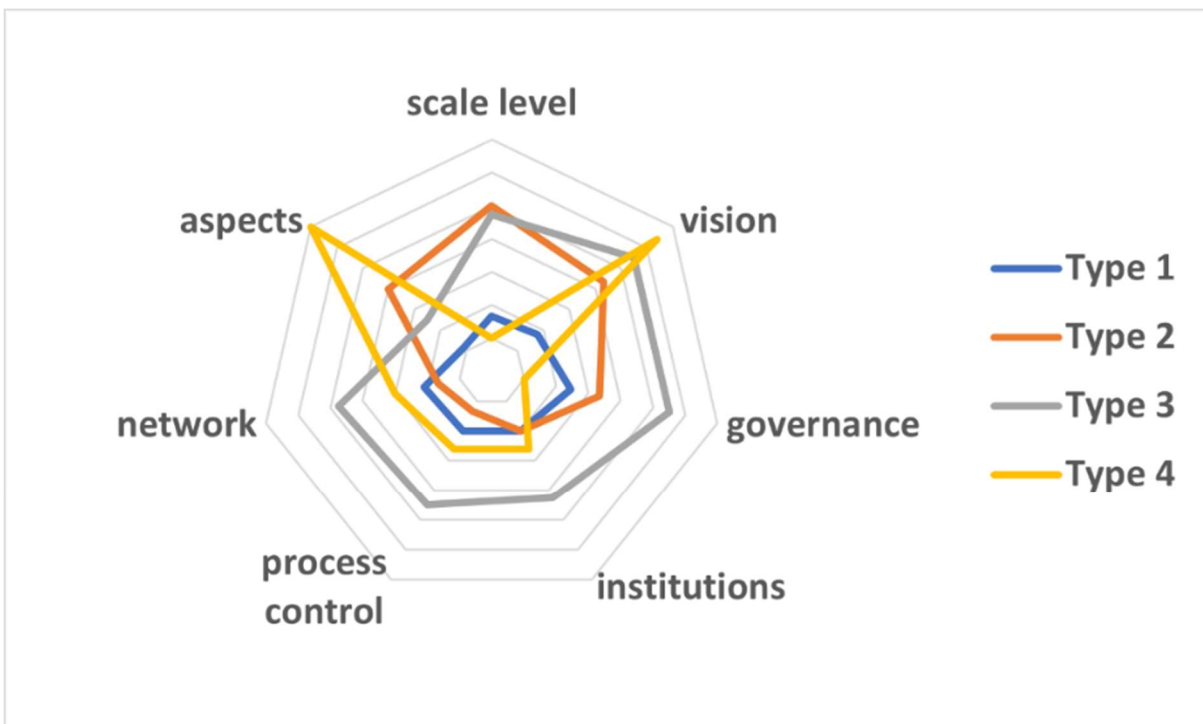 scale level
aspects
vision
network
governance
process
control
institutions
Type 1
Type 2
Type 3
Type 4